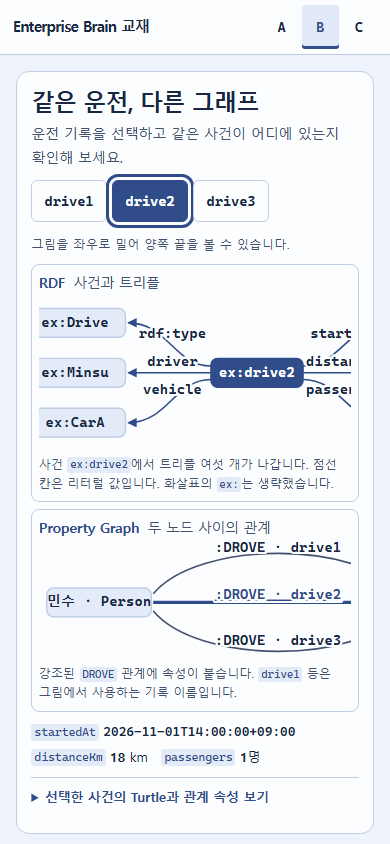 Enterprise Brain 교재 A B C
같은 운전, 다른 그래프
운전 기록을 선택하고 같은 사건이 어디에 있는지
확인해 보세요.
drive1 drive2 drive3
그림을 좌우로 밀어 양쪽 끝을 볼 수 있습니다.
RDF 사건과 트리플
ex:Drive
rdf:type start
ex:Minsu driver ex:drive2 distan
vehicle passen
ex:CarA
사건 ex:drive2에서 트리플 여섯 개가 나갑니다. 점선
칸은 리터럴 값입니다. 화살표의 ex:는 생략했습니다.
Property Graph 두 노드 사이의 관계
:DROVE · drive1
민수 · Person :DROVE · drive2
:DROVE · drive3
강조된 DROVE 관계에 속성이 붙습니다. drive1 등은
그림에서 사용하는 기록 이름입니다.
startedAt 2026-11-01T14:00:00+09:00
distanceKm 18 km passengers 1명
▶ 선택한 사건의 Turtle과 관계 속성 보기